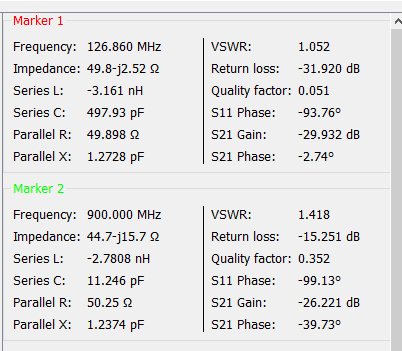 Marker 1
Frequency: 126.860 MHz VSWR: 1.052
Impedance: 49.8-j2.52 Ω Return loss: -31.920 dB
Series L: -3.161 nH Quality factor: 0.051
Series C: 497.93 pF S11 Phase: -93.76°
Parallel R: 49.898 Ω S21 Gain: -29.932 dB
Parallel X: 1.2728 pF S21 Phase: -2.74°
Marker 2
Frequency: 900.000 MHz VSWR: 1.418
Impedance: 44.7-j15.7 Ω Return loss: -15.251 dB
Series L: -2.7808 nH Quality factor: 0.352
Series C: 11.246 pF S11 Phase: -99.13°
Parallel R: 50.25 Ω S21 Gain: -26.221 dB
Parallel X: 1.2374 pF S21 Phase: -39.73°